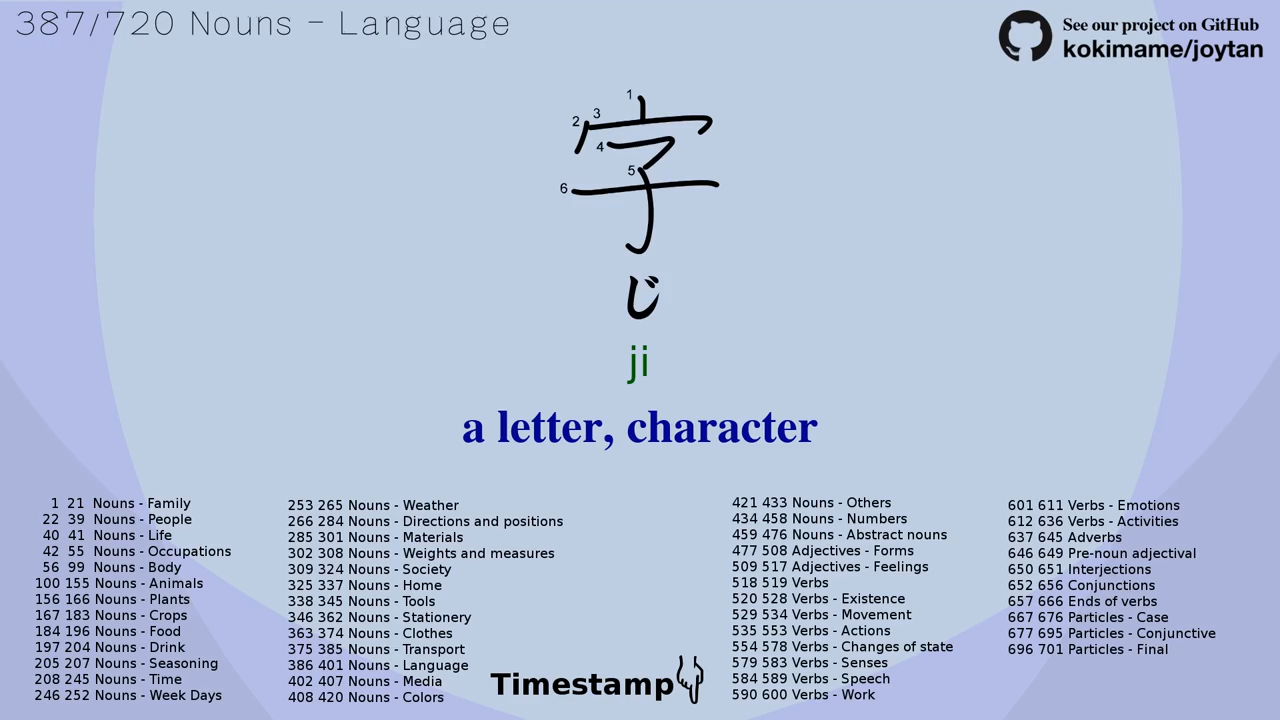 387/720 Nouns - Language
See our project on GitHub
kokimame/joytan
1
2
3
4
5
6
字
じ
ji
a letter, character
1 21 Nouns - Family
22 39 Nouns - People
40 41 Nouns - Life
42 55 Nouns - Occupations
56 99 Nouns - Body
100 155 Nouns - Animals
156 166 Nouns - Plants
167 183 Nouns - Crops
184 196 Nouns - Food
197 204 Nouns - Drink
205 207 Nouns - Seasoning
208 245 Nouns - Time
246 252 Nouns - Week Days
253 265 Nouns - Weather
266 284 Nouns - Directions and positions
285 301 Nouns - Materials
302 308 Nouns - Weights and measures
309 324 Nouns - Society
325 337 Nouns - Home
338 345 Nouns - Tools
346 362 Nouns - Stationery
363 374 Nouns - Clothes
375 385 Nouns - Transport
386 401 Nouns - Language
402 407 Nouns - Media
408 420 Nouns - Colors
Timestamp
421 433 Nouns - Others
434 458 Nouns - Numbers
459 476 Nouns - Abstract nouns
477 508 Adjectives - Forms
509 517 Adjectives - Feelings
518 519 Verbs
520 528 Verbs - Existence
529 534 Verbs - Movement
535 553 Verbs - Actions
554 578 Verbs - Changes of state
579 583 Verbs - Senses
584 589 Verbs - Speech
590 600 Verbs - Work
601 611 Verbs - Emotions
612 636 Verbs - Activities
637 645 Adverbs
646 649 Pre-noun adjectival
650 651 Interjections
652 656 Conjunctions
657 666 Ends of verbs
667 676 Particles - Case
677 695 Particles - Conjunctive
696 701 Particles - Final